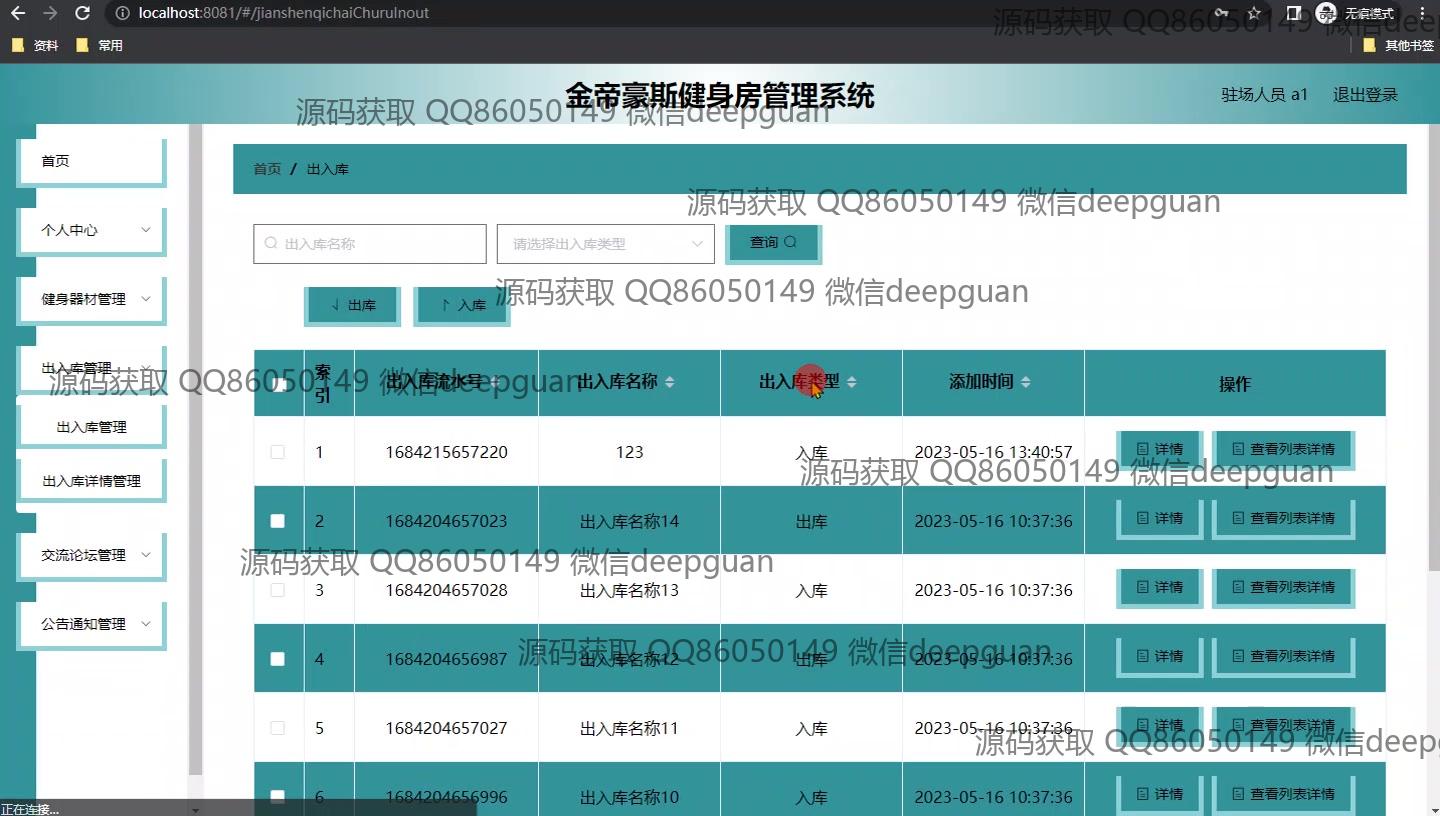 localhost:8081/#/jianshenqichaiChuruInout
无痕模式
资料
常用
其他书签
金帝豪斯健身房管理系统
驻场人员 a1
退出登录
源码获取 QQ86050149 微信deepguan
首页
个人中心
健身器材管理
出入库管理
出入库管理
出入库详情管理
交流论坛管理
公告通知管理
首页 / 出入库
源码获取 QQ86050149 微信deepguan
出入库名称
请选择出入库类型
查询
出库
入库
源码获取 QQ86050149 微信deepguan
索引 出入库流水号 出入库名称 出入库类型 添加时间 操作
源码获取 QQ86050149 微信deepguan
1 1684215657220 123 入库 2023-05-16 13:40:57 详情 查看列表详情
源码获取 QQ86050149 微信deepguan
2 1684204657023 出入库名称14 出库 2023-05-16 10:37:36 详情 查看列表详情
源码获取 QQ86050149 微信deepguan
3 1684204657028 出入库名称13 入库 2023-05-16 10:37:36 详情 查看列表详情
源码获取 QQ86050149 微信deepguan
4 1684204656987 出入库名称12 出库 2023-05-16 10:37:36 详情 查看列表详情
5 1684204657027 出入库名称11 入库 2023-05-16 10:37:36 详情 查看列表详情
源码获取 QQ86050149 微信deepg
6 1684204656996 出入库名称10 入库 2023-05-16 10:37:36 详情 查看列表详情
正在连接...
源码获取 QQ86050149 微信deep